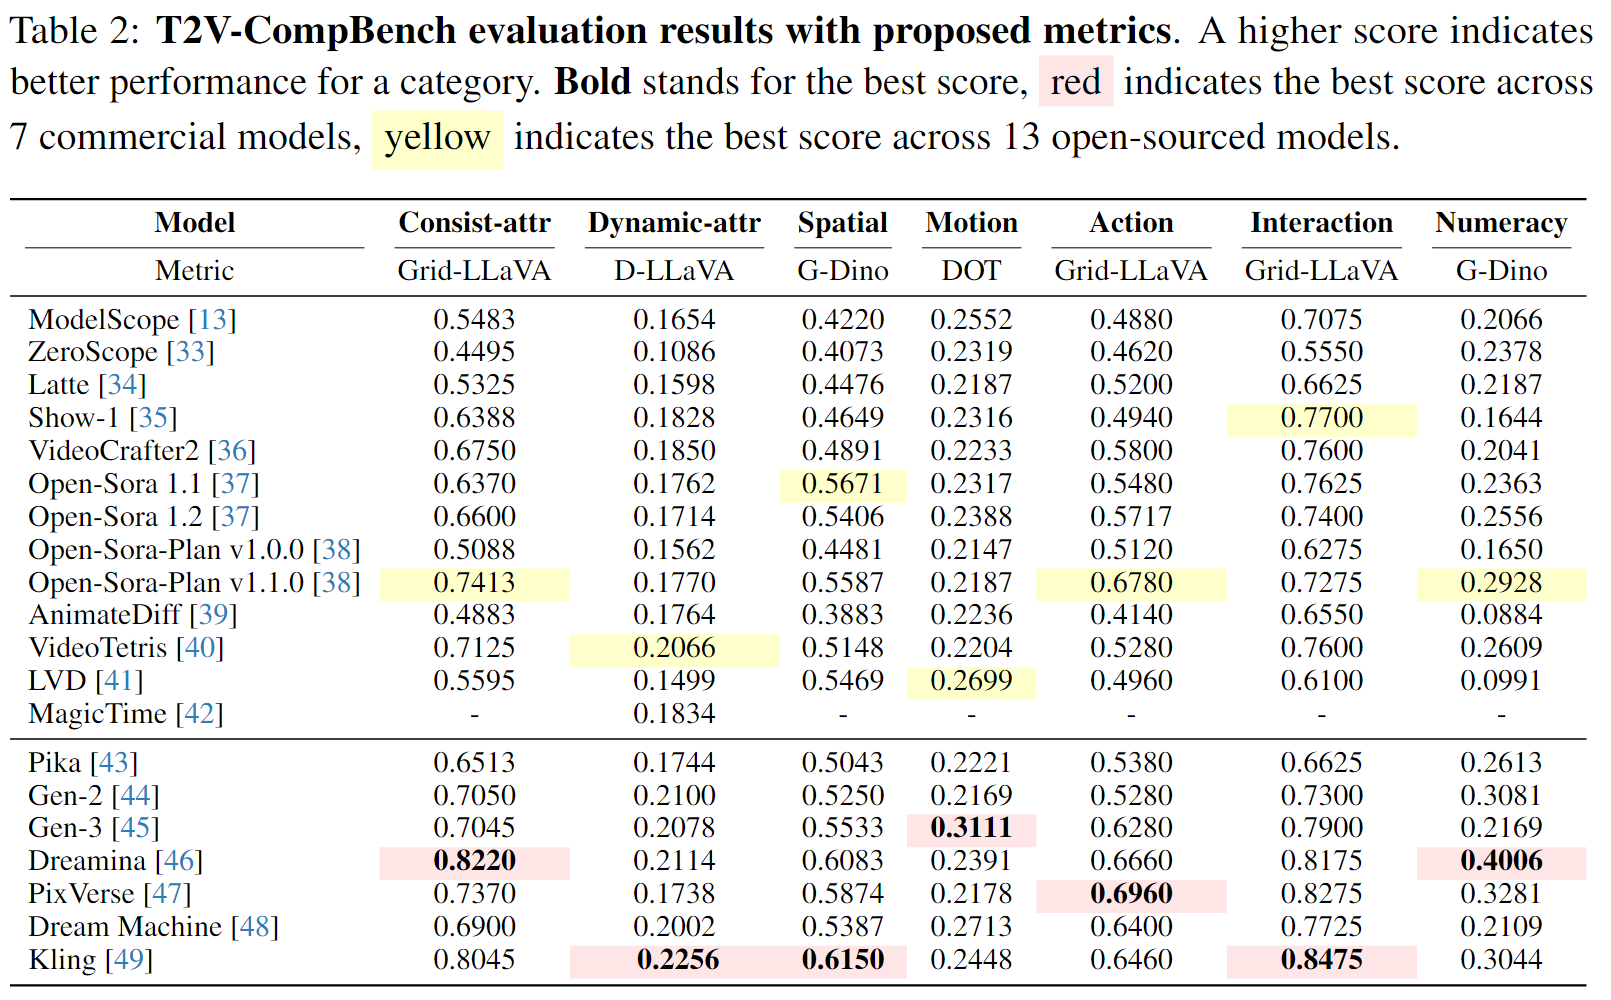 Table 2: T2V-CompBench evaluation results with proposed metrics. A higher score indicates
better performance for a category. Bold stands for the best score, red indicates the best score across
7 commercial models, yellow indicates the best score across 13 open-sourced models.
Model Consist-attr Dynamic-attr Spatial Motion Action Interaction Numeracy
Metric Grid-LLaVA D-LLaVA G-Dino DOT Grid-LLaVA Grid-LLaVA G-Dino
ModelScope [13] 0.5483 0.1654 0.4220 0.2552 0.4880 0.7075 0.2066
ZeroScope [33] 0.4495 0.1086 0.4073 0.2319 0.4620 0.5550 0.2378
Latte [34] 0.5325 0.1598 0.4476 0.2187 0.5200 0.6625 0.2187
Show-1 [35] 0.6388 0.1828 0.4649 0.2316 0.4940 0.7700 0.1644
VideoCrafter2 [36] 0.6750 0.1850 0.4891 0.2233 0.5800 0.7600 0.2041
Open-Sora 1.1 [37] 0.6370 0.1762 0.5671 0.2317 0.5480 0.7625 0.2363
Open-Sora 1.2 [37] 0.6600 0.1714 0.5406 0.2388 0.5717 0.7400 0.2556
Open-Sora-Plan v1.0.0 [38] 0.5088 0.1562 0.4481 0.2147 0.5120 0.6275 0.1650
Open-Sora-Plan v1.1.0 [38] 0.7413 0.1770 0.5587 0.2187 0.6780 0.7275 0.2928
AnimateDiff [39] 0.4883 0.1764 0.3883 0.2236 0.4140 0.6550 0.0884
VideoTetris [40] 0.7125 0.2066 0.5148 0.2204 0.5280 0.7600 0.2609
LVD [41] 0.5595 0.1499 0.5469 0.2699 0.4960 0.6100 0.0991
MagicTime [42] - 0.1834 - - - - -
Pika [43] 0.6513 0.1744 0.5043 0.2221 0.5380 0.6625 0.2613
Gen-2 [44] 0.7050 0.2100 0.5250 0.2169 0.5280 0.7300 0.3081
Gen-3 [45] 0.7045 0.2078 0.5533 0.3111 0.6280 0.7900 0.2169
Dreamina [46] 0.8220 0.2114 0.6083 0.2391 0.6660 0.8175 0.4006
PixVerse [47] 0.7370 0.1738 0.5874 0.2178 0.6960 0.8275 0.3281
Dream Machine [48] 0.6900 0.2002 0.5387 0.2713 0.6400 0.7725 0.2109
Kling [49] 0.8045 0.2256 0.6150 0.2448 0.6460 0.8475 0.3044